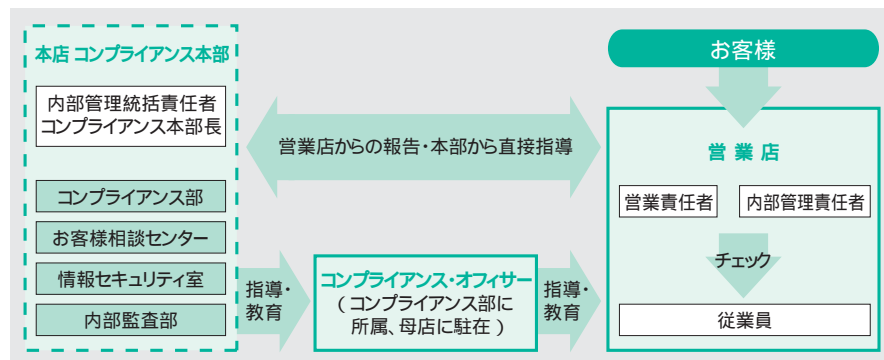 本店 コンプライアンス本部
内部管理統括責任者
コンプライアンス本部長
コンプライアンス部
お客様相談センター
情報セキュリティ室
内部監査部
営業店からの報告・本部から直接指導
指導・
教育
コンプライアンス・オフィサー
（コンプライアンス部に
所属、母店に駐在）
指導・
教育
お客様
営業店
営業責任者
内部管理責任者
チェック
従業員